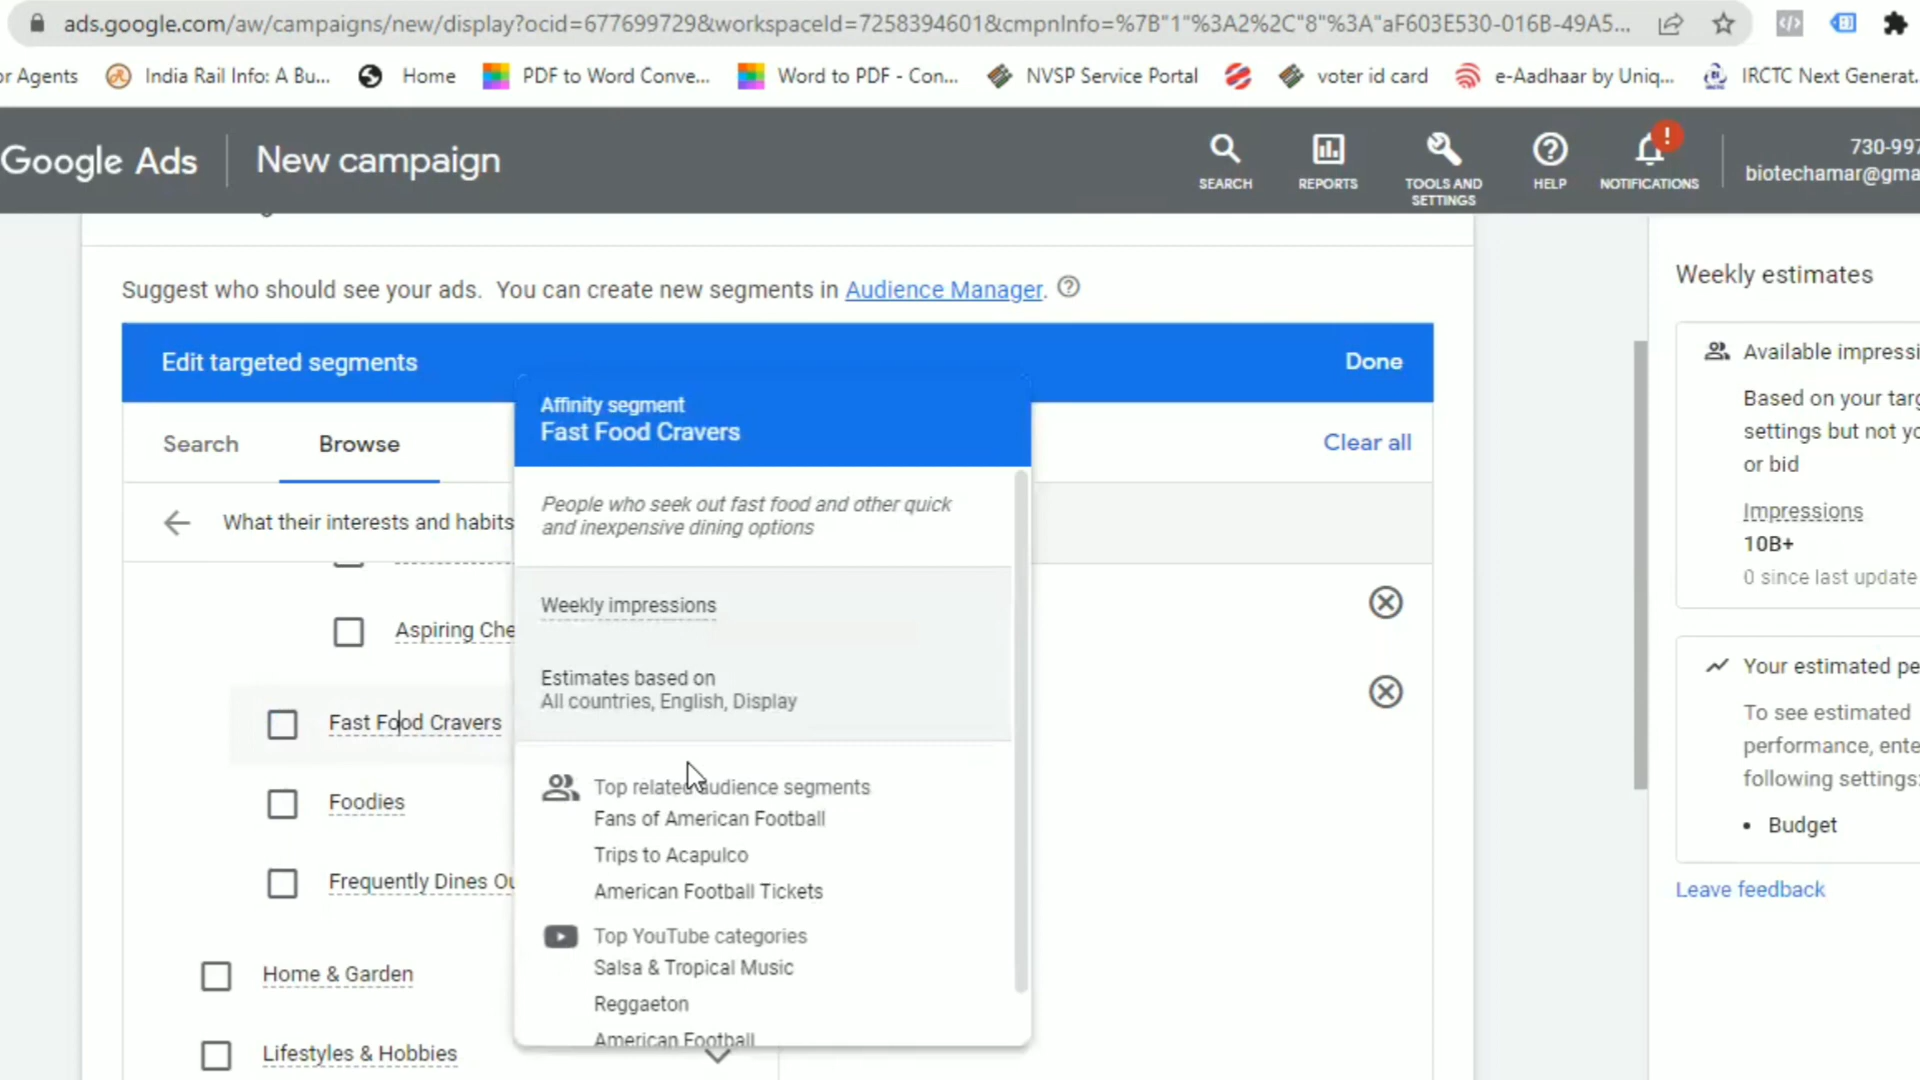 ads.google.com/aw/campaigns/new/display?ocid=677699729&workspaceId=7258394601&cmpnInfo=%7B"1"%3A2%2C"8"%3A"aF603E530-016B-49A5...
or Agents
India Rail Info: A Bu...
Home
PDF to Word Conve...
Word to PDF - Con...
NVSP Service Portal
voter id card
e-Aadhaar by Uniq...
IRCTC Next Generat.
Google Ads
New campaign
SEARCH
REPORTS
TOOLS AND
SETTINGS
HELP
NOTIFICATIONS
730-997
biotechamar@gma
Suggest who should see your ads. You can create new segments in Audience Manager.
Edit targeted segments
Done
Search
Browse
Clear all
What their interests and habits
Aspiring Che
Fast Food Cravers
Foodies
Frequently Dines Ou
Home & Garden
Lifestyles & Hobbies
Affinity segment
Fast Food Cravers
People who seek out fast food and other quick
and inexpensive dining options
Weekly impressions
Estimates based on
All countries, English, Display
Top related audience segments
Fans of American Football
Trips to Acapulco
American Football Tickets
Top YouTube categories
Salsa & Tropical Music
Reggaeton
American Football
Weekly estimates
Available impressi
Based on your targ
settings but not yo
or bid
Impressions
10B+
0 since last update
Your estimated pe
To see estimated
performance, ente
following settings:
• Budget
Leave feedback